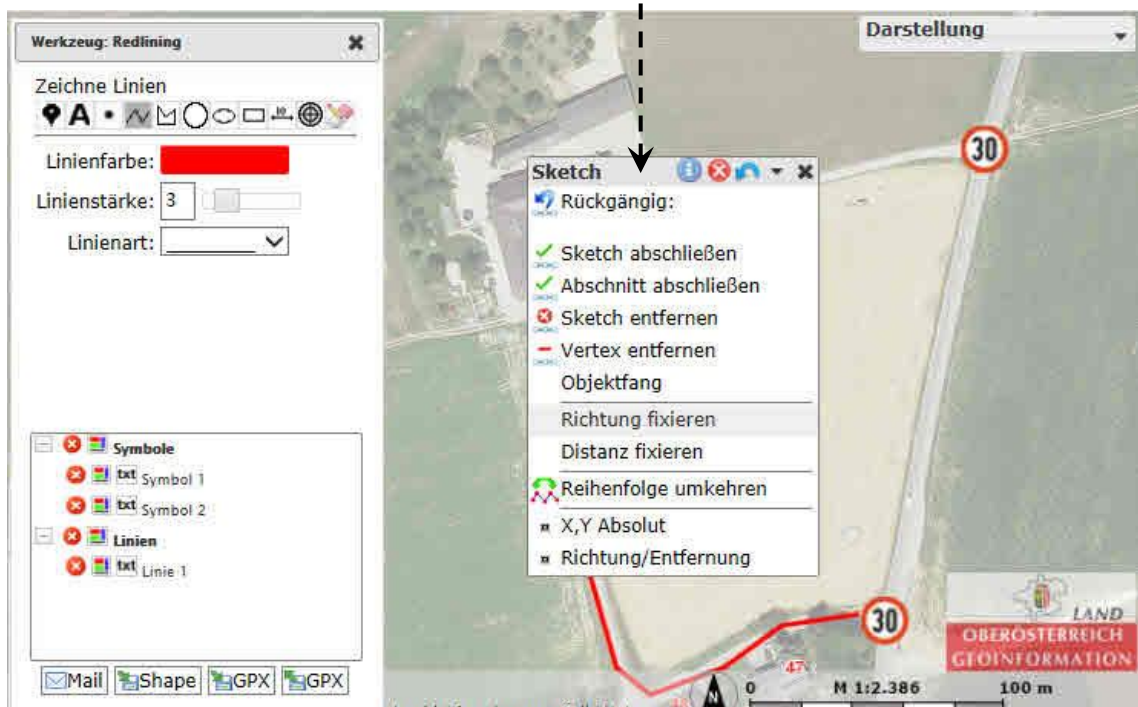 Werkzeug: Redlining
Zeichne Linien
A
10
Linienfarbe:
Linienstärke: 3
Linienart:
Symbole
txt Symbol 1
txt Symbol 2
Linien
txt Linie 1
Mail Shape GPX GPX
Darstellung
Sketch
Rückgängig:
Sketch abschließen
Abschnitt abschließen
Sketch entfernen
Vertex entfernen
Objektfang
Richtung fixieren
Distanz fixieren
Reihenfolge umkehren
X,Y Absolut
Richtung/Entfernung
30
30
47
N
0 M 1:2.386 100 m
LAND
OBERÖSTERREICH
GEOINFORMATION